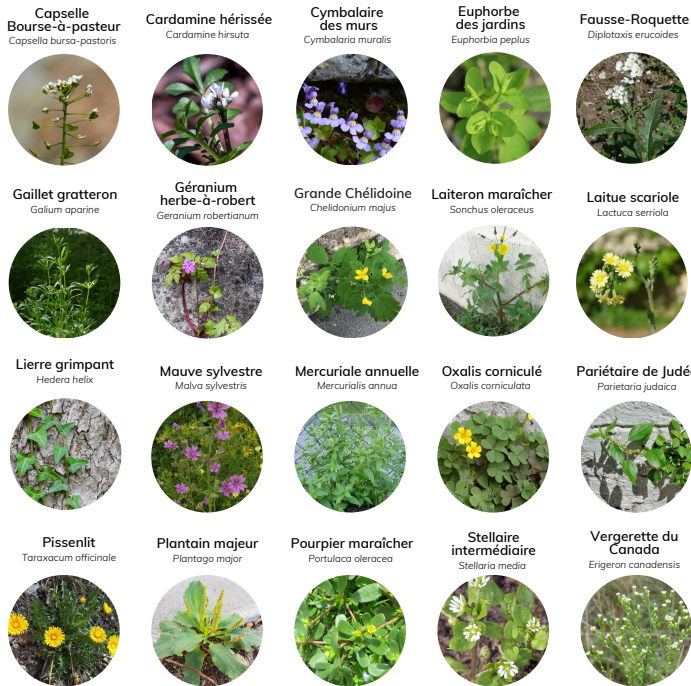 Capselle
Bourse-à-pasteur
Capsella bursa-pastoris
Cardamine hérissée
Cardamine hirsuta
Cymbalaire
des murs
Cymbalaria muralis
Euphorbe
des jardins
Euphorbia peplus
Fausse-Roquette
Diplotaxis erucoides
Gaillet gratteron
Galium aparine
Géranium
herbe-à-robert
Geranium robertianum
Grande Chélidoine
Chelidonium majus
Laiteron maraîcher
Sonchus oleraceus
Laitue scariole
Lactuca serriola
Lierre grimpant
Hedera helix
Mauve sylvestre
Malva sylvestris
Mercuriale annuelle
Mercurialis annua
Oxalis corniculé
Oxalis corniculata
Pariétaire de Judé
Parietaria judaica
Pissenlit
Taraxacum officinale
Plantain majeur
Plantago major
Pourpier maraîcher
Portulaca oleracea
Stellaire
intermédiaire
Stellaria media
Vergerette du
Canada
Erigeron canadensis